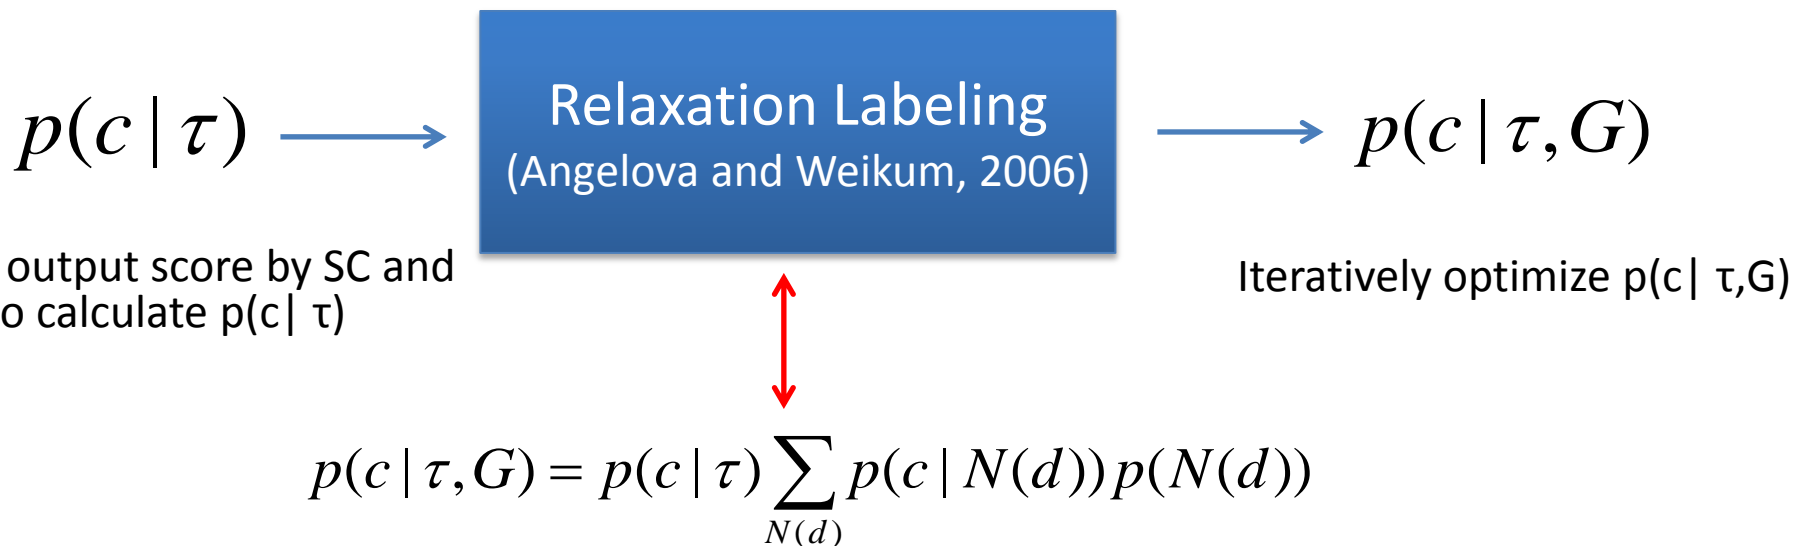 p(c | τ)
Relaxation Labeling
(Angelova and Weikum, 2006)
p(c | τ, G)
output score by SC and
o calculate p(c| τ)
Iteratively optimize p(c| τ,G)
p(c | τ, G) = p(c | τ) ∑ p(c | N(d)) p(N(d))
N(d)